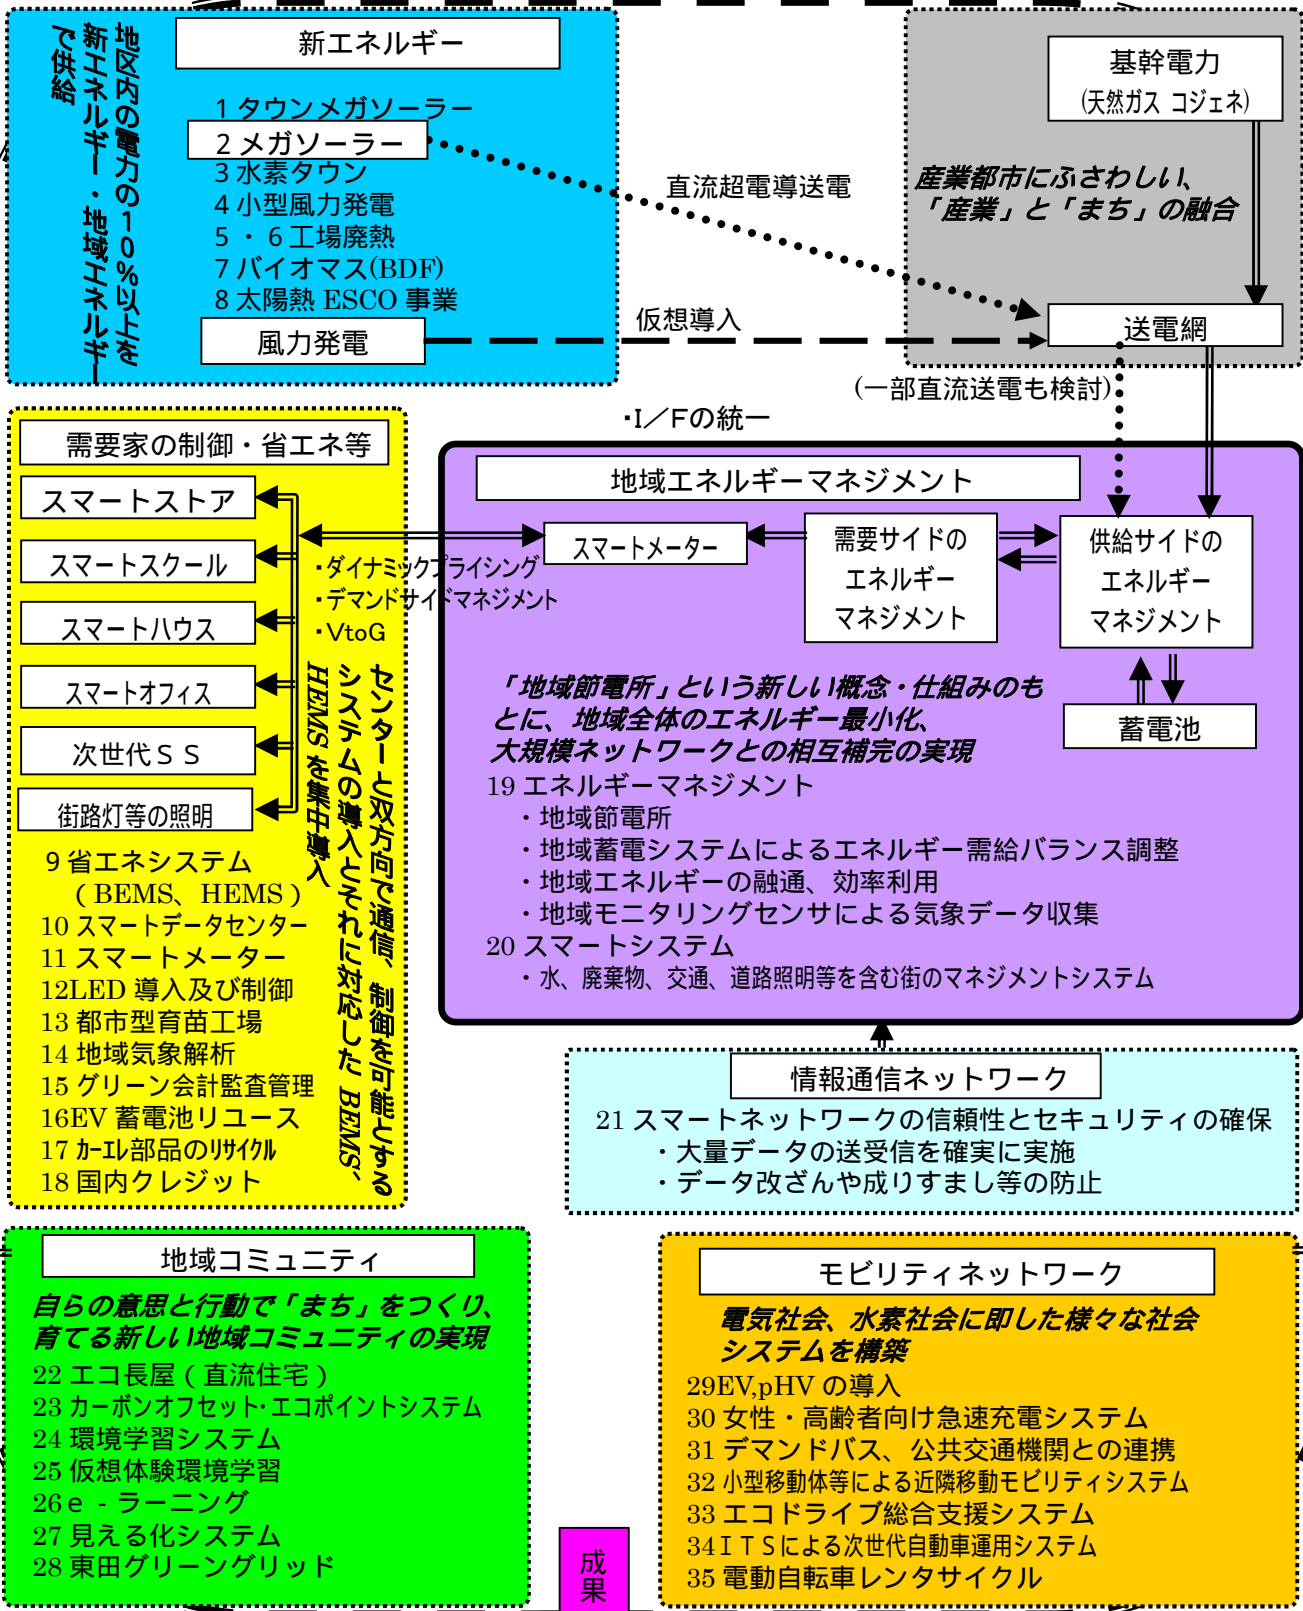 新エネルギー
地区内の電力の10%以上を
新エネルギー・地域エネルギー
で供給
1 タウンメガソーラー
2 メガソーラー
3 水素タウン
4 小型風力発電
5 ・ 6 工場廃熱
7 バイオマス(BDF)
8 太陽熱 ESCO 事業
風力発電
直流超電導送電
仮想導入
基幹電力
(天然ガス コジェネ)
産業都市にふさわしい、
「産業」と「まち」の融合
送電網
(一部直流送電も検討)
・I/Fの統一
需要家の制御・省エネ等
スマートストア
スマートスクール
スマートハウス
スマートオフィス
次世代SS
街路灯等の照明
・ダイナミックプライシング
・デマンドサイドマネジメント
・VtoG
センターと双方向で通信、制御を可能とする
システムの導入とそれに対応した BEMS、
HEMS を集中導入
9 省エネシステム
(BEMS、HEMS)
10 スマートデータセンター
11 スマートメーター
12LED 導入及び制御
13 都市型育苗工場
14 地域気象解析
15 グリーン会計監査管理
16EV 蓄電池リユース
17 カーエレ部品のリサイクル
18 国内クレジット
地域エネルギーマネジメント
スマートメーター
需要サイドの
エネルギー
マネジメント
供給サイドの
エネルギー
マネジメント
蓄電池
「地域節電所」という新しい概念・仕組みのも
とに、地域全体のエネルギー最小化、
大規模ネットワークとの相互補完の実現
19 エネルギーマネジメント
・地域節電所
・地域蓄電システムによるエネルギー需給バランス調整
・地域エネルギーの融通、効率利用
・地域モニタリングセンサによる気象データ収集
20 スマートシステム
・水、廃棄物、交通、道路照明等を含む街のマネジメントシステム
情報通信ネットワーク
21 スマートネットワークの信頼性とセキュリティの確保
・大量データの送受信を確実に実施
・データ改ざんや成りすまし等の防止
地域コミュニティ
自らの意思と行動で「まち」をつくり、
育てる新しい地域コミュニティの実現
22 エコ長屋(直流住宅)
23 カーボンオフセット・エコポイントシステム
24 環境学習システム
25 仮想体験環境学習
26 e - ラーニング
27 見える化システム
28 東田グリーングリッド
成果
モビリティネットワーク
電気社会、水素社会に即した様々な社会
システムを構築
29EV,pHV の導入
30 女性・高齢者向け急速充電システム
31 デマンドバス、公共交通機関との連携
32 小型移動体等による近隣移動モビリティシステム
33 エコドライブ総合支援システム
34 ITSによる次世代自動車運用システム
35 電動自転車レンタサイクル